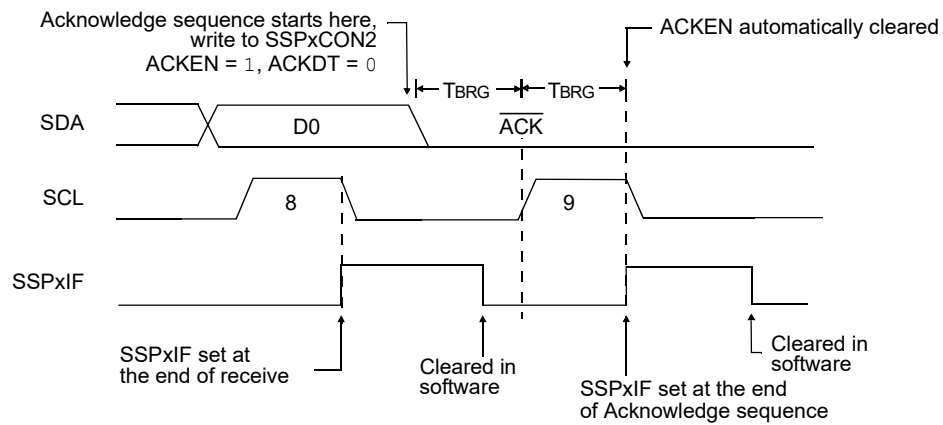 Acknowledge sequence starts here,
write to SSPxCON2
ACKEN = 1, ACKDT = 0
ACKEN automatically cleared
TBRG
TBRG
SDA
D0
ACK
SCL
8
9
SSPxIF
SSPxIF set at
the end of receive
Cleared in
software
SSPxIF set at the end
of Acknowledge sequence
Cleared in
software